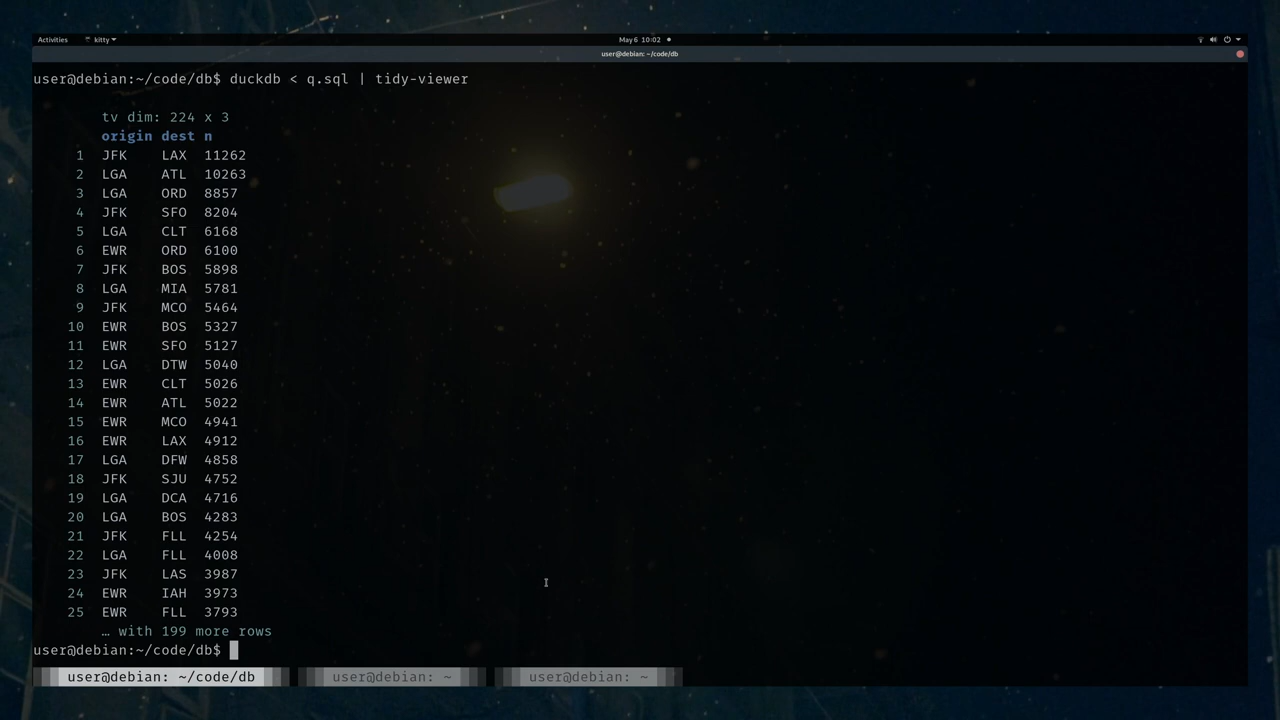 Activities kitty May 6 10:02
user@debian: ~/code/db
user@debian:~/code/db$ duckdb < q.sql | tidy-viewer
tv dim: 224 x 3
origin dest n
1 JFK LAX 11262
2 LGA ATL 10263
3 LGA ORD 8857
4 JFK SFO 8204
5 LGA CLT 6168
6 EWR ORD 6100
7 JFK BOS 5898
8 LGA MIA 5781
9 JFK MCO 5464
10 EWR BOS 5327
11 EWR SFO 5127
12 LGA DTW 5040
13 EWR CLT 5026
14 EWR ATL 5022
15 EWR MCO 4941
16 EWR LAX 4912
17 LGA DFW 4858
18 JFK SJU 4752
19 LGA DCA 4716
20 LGA BOS 4283
21 JFK FLL 4254
22 LGA FLL 4008
23 JFK LAS 3987
24 EWR IAH 3973
25 EWR FLL 3793
… with 199 more rows
user@debian:~/code/db$
user@debian: ~/code/db user@debian: ~ user@debian: ~